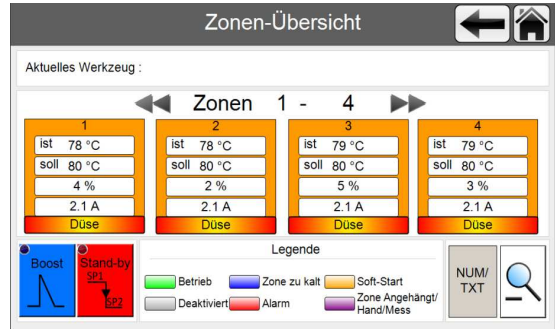 Zonen-Übersicht
Aktuelles Werkzeug :
Zonen 1 - 4
1 2 3 4
ist 78 °C ist 78 °C ist 79 °C ist 79 °C
soll 80 °C soll 80 °C soll 80 °C soll 80 °C
4 % 2 % 5 % 3 %
2.1 A 2.1 A 2.1 A 2.1 A
Düse Düse Düse Düse
Boost
Stand-by
SP1
SP2
Legende
Betrieb Zone zu kalt Soft-Start
Deaktiviert Alarm Zone Angehängt/
Hand/Mess
NUM/
TXT